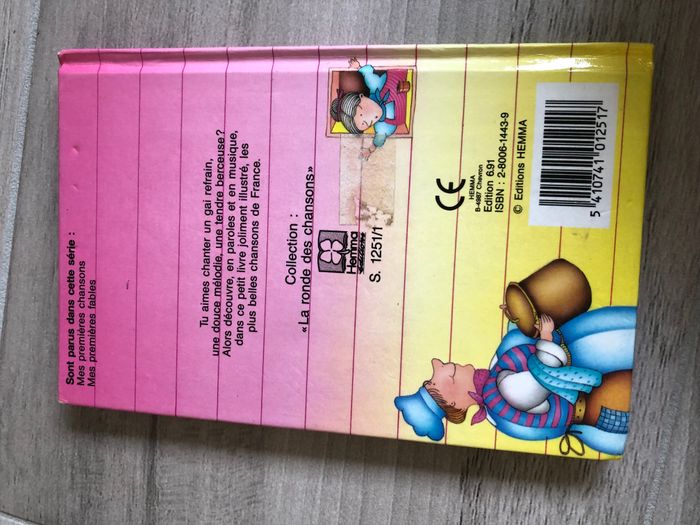 Sont parus dans cette série :
Mes premières chansons
Mes premières fables
Tu aimes chanter un gai refrain,
une douce mélodie, une tendre berceuse?
Alors découvre, en paroles et en musique,
dans ce petit livre joliment illustré, les
plus belles chansons de France.
Collection :
«La ronde des chansons»
Hemma
S. 1251/1
CE
HEMMA
B-4987 Chevron
Edition 6.91
ISBN : 2-8006-1443-9
© Editions HEMMA
5 410741 012517